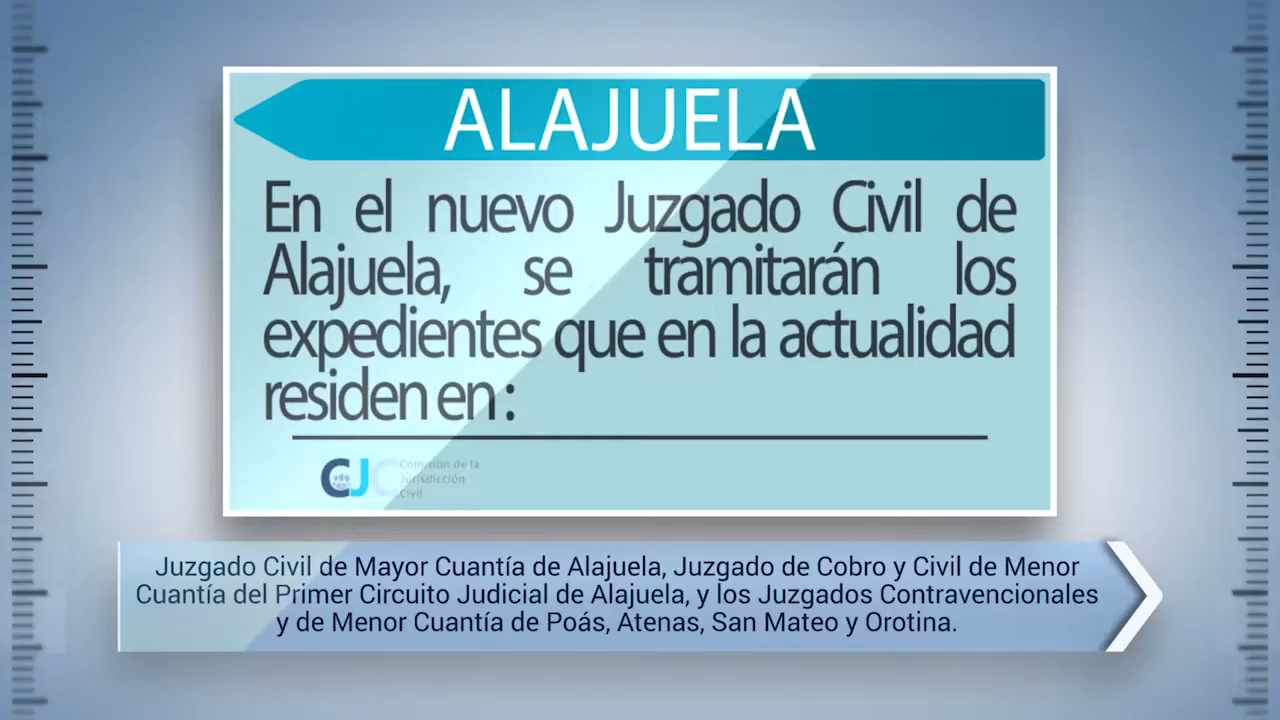 ALAJUELA
En el nuevo Juzgado Civil de
Alajuela, se tramitarán los
expedientes que en la actualidad
residen en :
CJC
Comisión de la
Jurisdicción
Civil
Juzgado Civil de Mayor Cuantía de Alajuela, Juzgado de Cobro y Civil de Menor
Cuantía del Primer Circuito Judicial de Alajuela, y los Juzgados Contravencionales
y de Menor Cuantía de Poás, Atenas, San Mateo y Orotina.